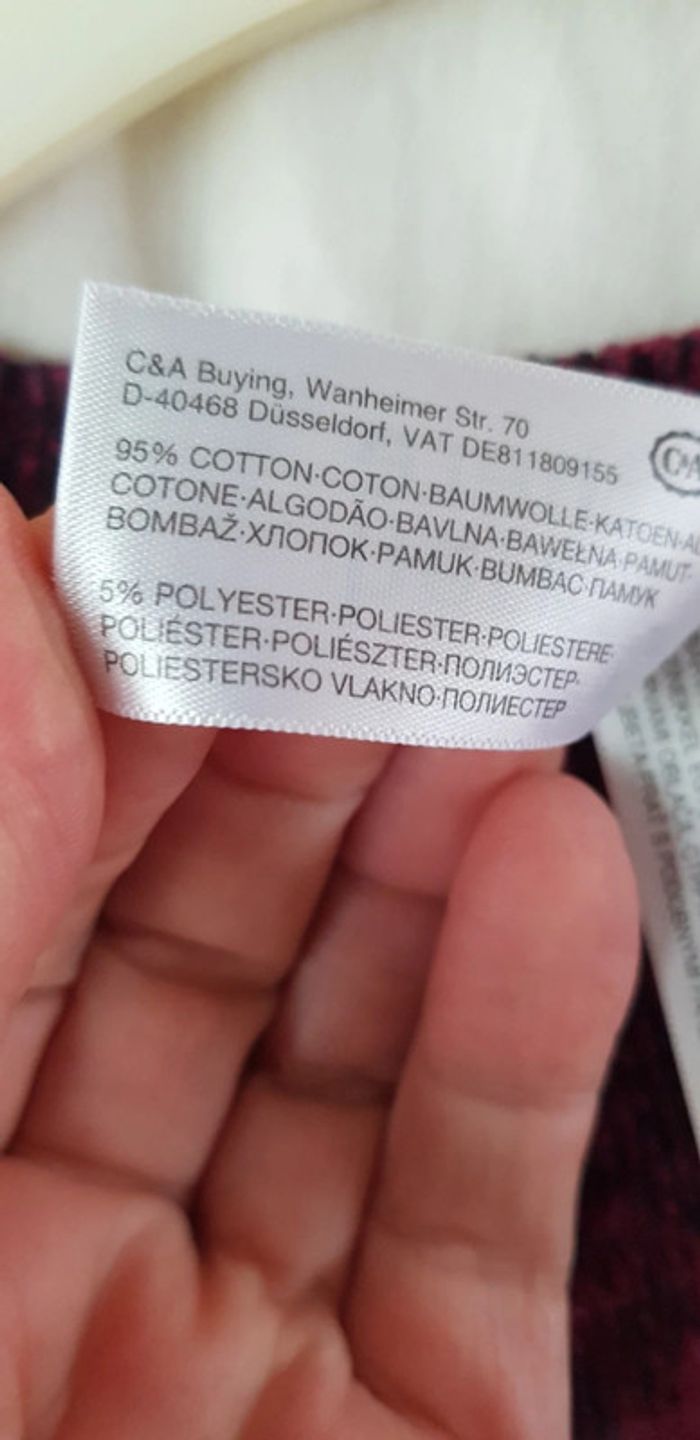 C&A Buying, Wanheimer Str. 70
D-40468 Düsseldorf, VAT DE811809155
C&A
95% COTTON·COTON·BAUMWOLLE·KATOEN·
COTONE·ALGODÃO·BAVLNA·BAWEŁNA·PAMUT·
BOMBAŽ·ХЛОПОК·PAMUK·BUMBAC·ПАМУК
5% POLYESTER·POLIESTER·POLIESTERE·
POLIÉSTER·POLIÉSZTER·ПОЛИЭСТЕР·
POLIESTERSKO VLAKNO·ПОЛИЕСТЕР